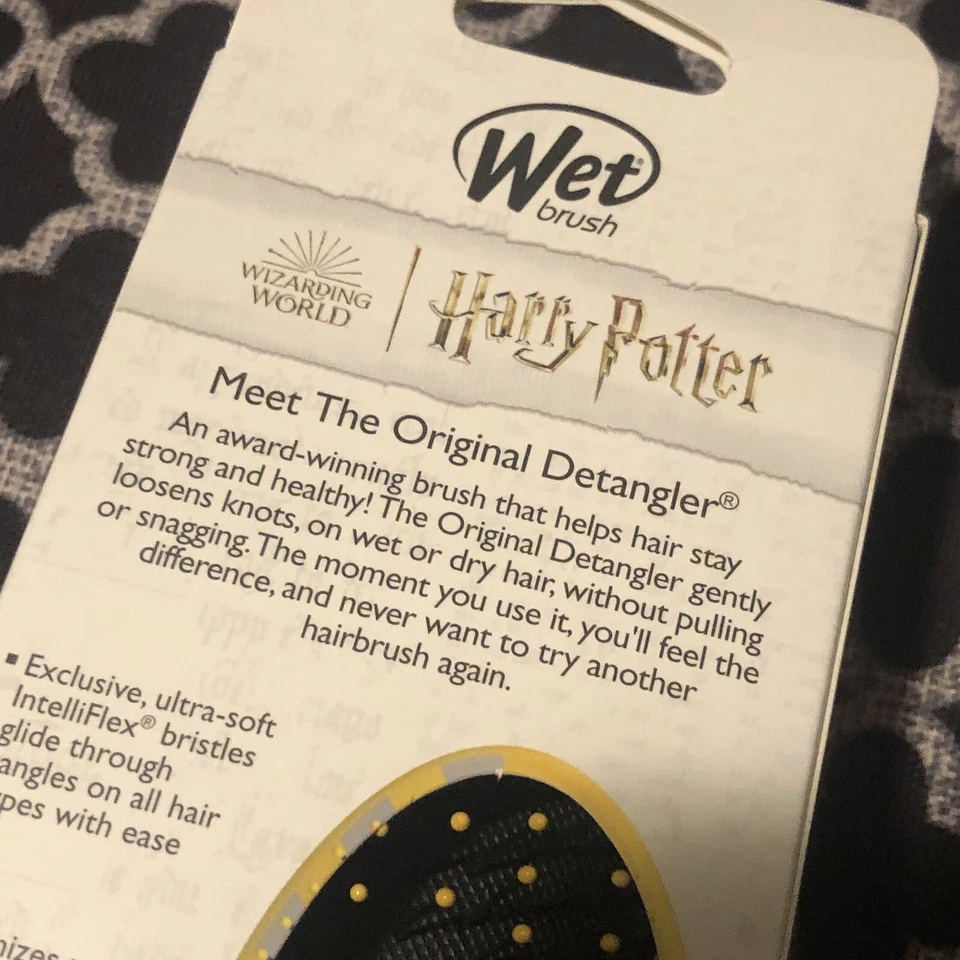 Wet®
brush
WIZARDING
WORLD
Harry Potter
Meet The Original Detangler®
An award-winning brush that helps hair stay
strong and healthy! The Original Detangler gently
loosens knots, on wet or dry hair, without pulling
or snagging. The moment you use it, you'll feel the
difference, and never want to try another
hairbrush again.
▪ Exclusive, ultra-soft
IntelliFlex® bristles
glide through
angles on all hair
pes with ease